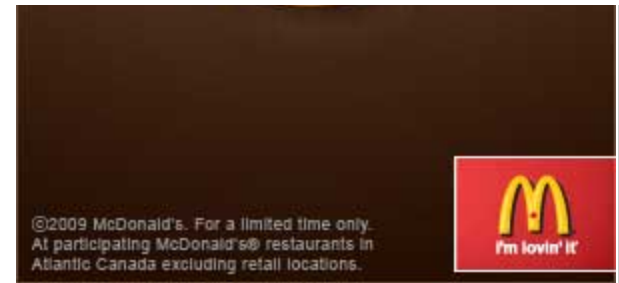 ©2009 McDonald's. For a limited time only.
At participating McDonald's® restaurants in
Atlantic Canada excluding retail locations.
i'm lovin' it